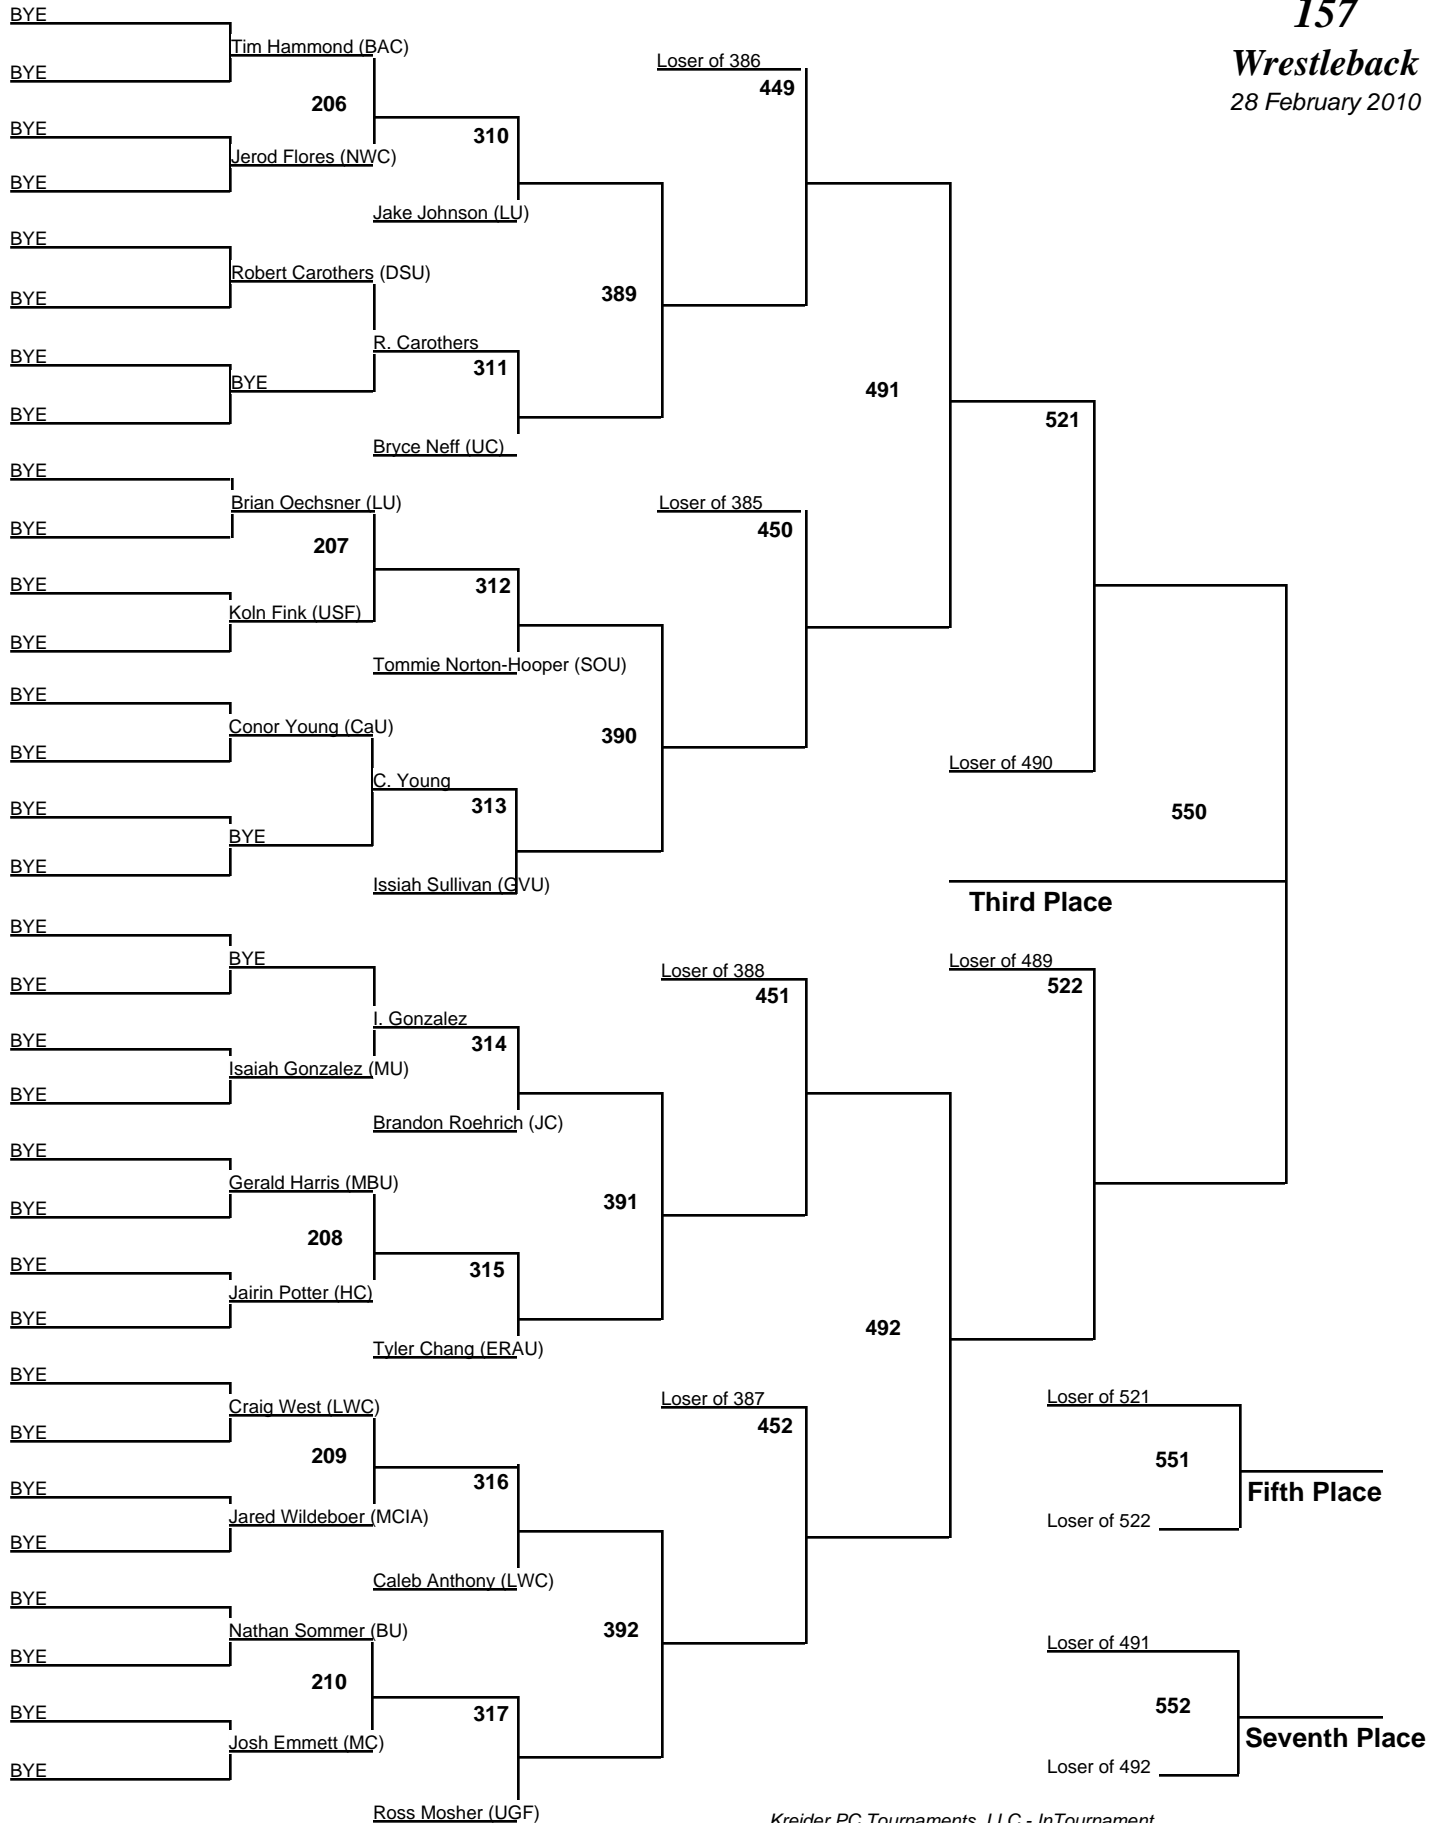 157
Wrestleback
28 February 2010
BYE
Tim Hammond (BAC)
BYE
206
BYE
Jerod Flores (NWC)
BYE
310
Jake Johnson (LU)
BYE
Robert Carothers (DSU)
BYE
R. Carothers
BYE
BYE
BYE
311
Bryce Neff (UC)
389
Loser of 386
449
BYE
Brian Oechsner (LU)
BYE
207
BYE
Koln Fink (USF)
BYE
312
Tommie Norton-Hooper (SOU)
BYE
Conor Young (CaU)
BYE
C. Young
BYE
BYE
BYE
313
Issiah Sullivan (GVU)
390
Loser of 385
450
491
521
Loser of 490
550
Third Place
BYE
BYE
BYE
I. Gonzalez
BYE
Isaiah Gonzalez (MU)
BYE
314
Brandon Roehrich (JC)
BYE
Gerald Harris (MBU)
BYE
208
BYE
Jairin Potter (HC)
BYE
315
Tyler Chang (ERAU)
391
Loser of 388
451
Loser of 489
522
BYE
Craig West (LWC)
BYE
209
BYE
Jared Wildeboer (MCIA)
BYE
316
Caleb Anthony (LWC)
BYE
Nathan Sommer (BU)
BYE
210
BYE
Josh Emmett (MC)
BYE
317
Ross Mosher (UGF)
392
Loser of 387
452
492
Loser of 521
551
Fifth Place
Loser of 522
Loser of 491
552
Seventh Place
Loser of 492
Kreider PC Tournaments, LLC - InTournament